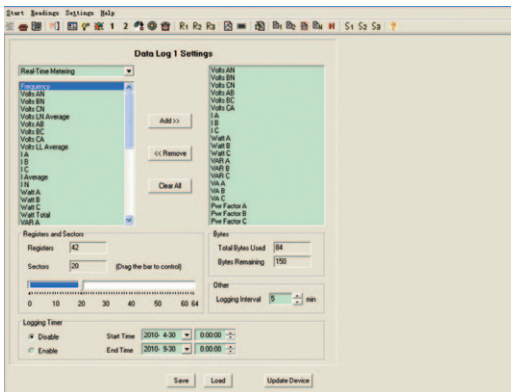 Start Readings Settings Help
1 2 R1 R2 R3 D1 D2 DN S1 S2 S3 ?
Data Log 1 Settings
Real-Time Metering
Frequency
Volts AN
Volts BN
Volts CN
Volts LN Average
Volts AB
Volts BC
Volts CA
Volts LL Average
I A
I B
I C
I Average
I N
Watt A
Watt B
Watt C
Watt Total
VAR A
Add >>
<< Remove
Clear All
Volts AN
Volts BN
Volts CN
Volts AB
Volts BC
Volts CA
I A
I B
I C
Watt A
Watt B
Watt C
VAR A
VAR B
VAR C
VA A
VA B
VA C
Pwr Factor A
Pwr Factor B
Pwr Factor C
Registers and Sectors
Registers 42
Sectors 20 (Drag the bar to control)
0 10 20 30 40 50 60 64
Bytes
Total Bytes Used 84
Bytes Remaining 150
Other
Logging Interval 5 min
Logging Timer
Disable Start Time 2010- 4-30 0:00:00
Enable End Time 2010- 9-30 0:00:00
Save Load Update Device